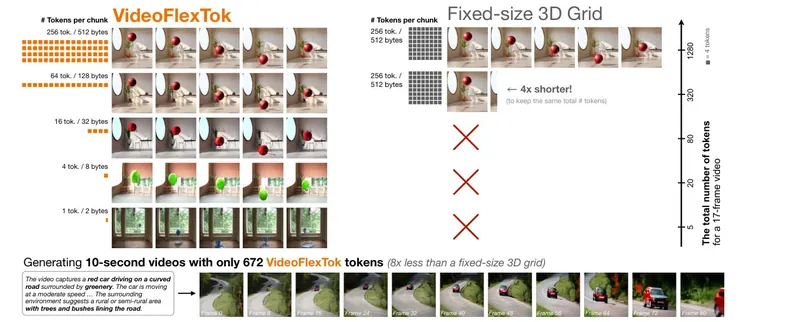 # Tokens per chunk
VideoFlexTok
256 tok. / 512 bytes
64 tok. / 128 bytes
16 tok. / 32 bytes
4 tok. / 8 bytes
1 tok. / 2 bytes
# Tokens per chunk
Fixed-size 3D Grid
256 tok. /
512 bytes
256 tok. /
512 bytes
← 4x shorter!
(to keep the same total # tokens)
= 4 tokens
1280
320
80
20
5
The total number of tokens
for a 17-frame video
Generating 10-second videos with only 672 VideoFlexTok tokens (8x less than a fixed-size 3D grid)
The video captures a red car driving on a curved
road surrounded by greenery. The car is moving
at a moderate speed … The surrounding
environment suggests a rural or semi-rural area
with trees and bushes lining the road.
Frame 0
Frame 8
Frame 16
Frame 24
Frame 32
Frame 40
Frame 48
Frame 56
Frame 64
Frame 72
Frame 80